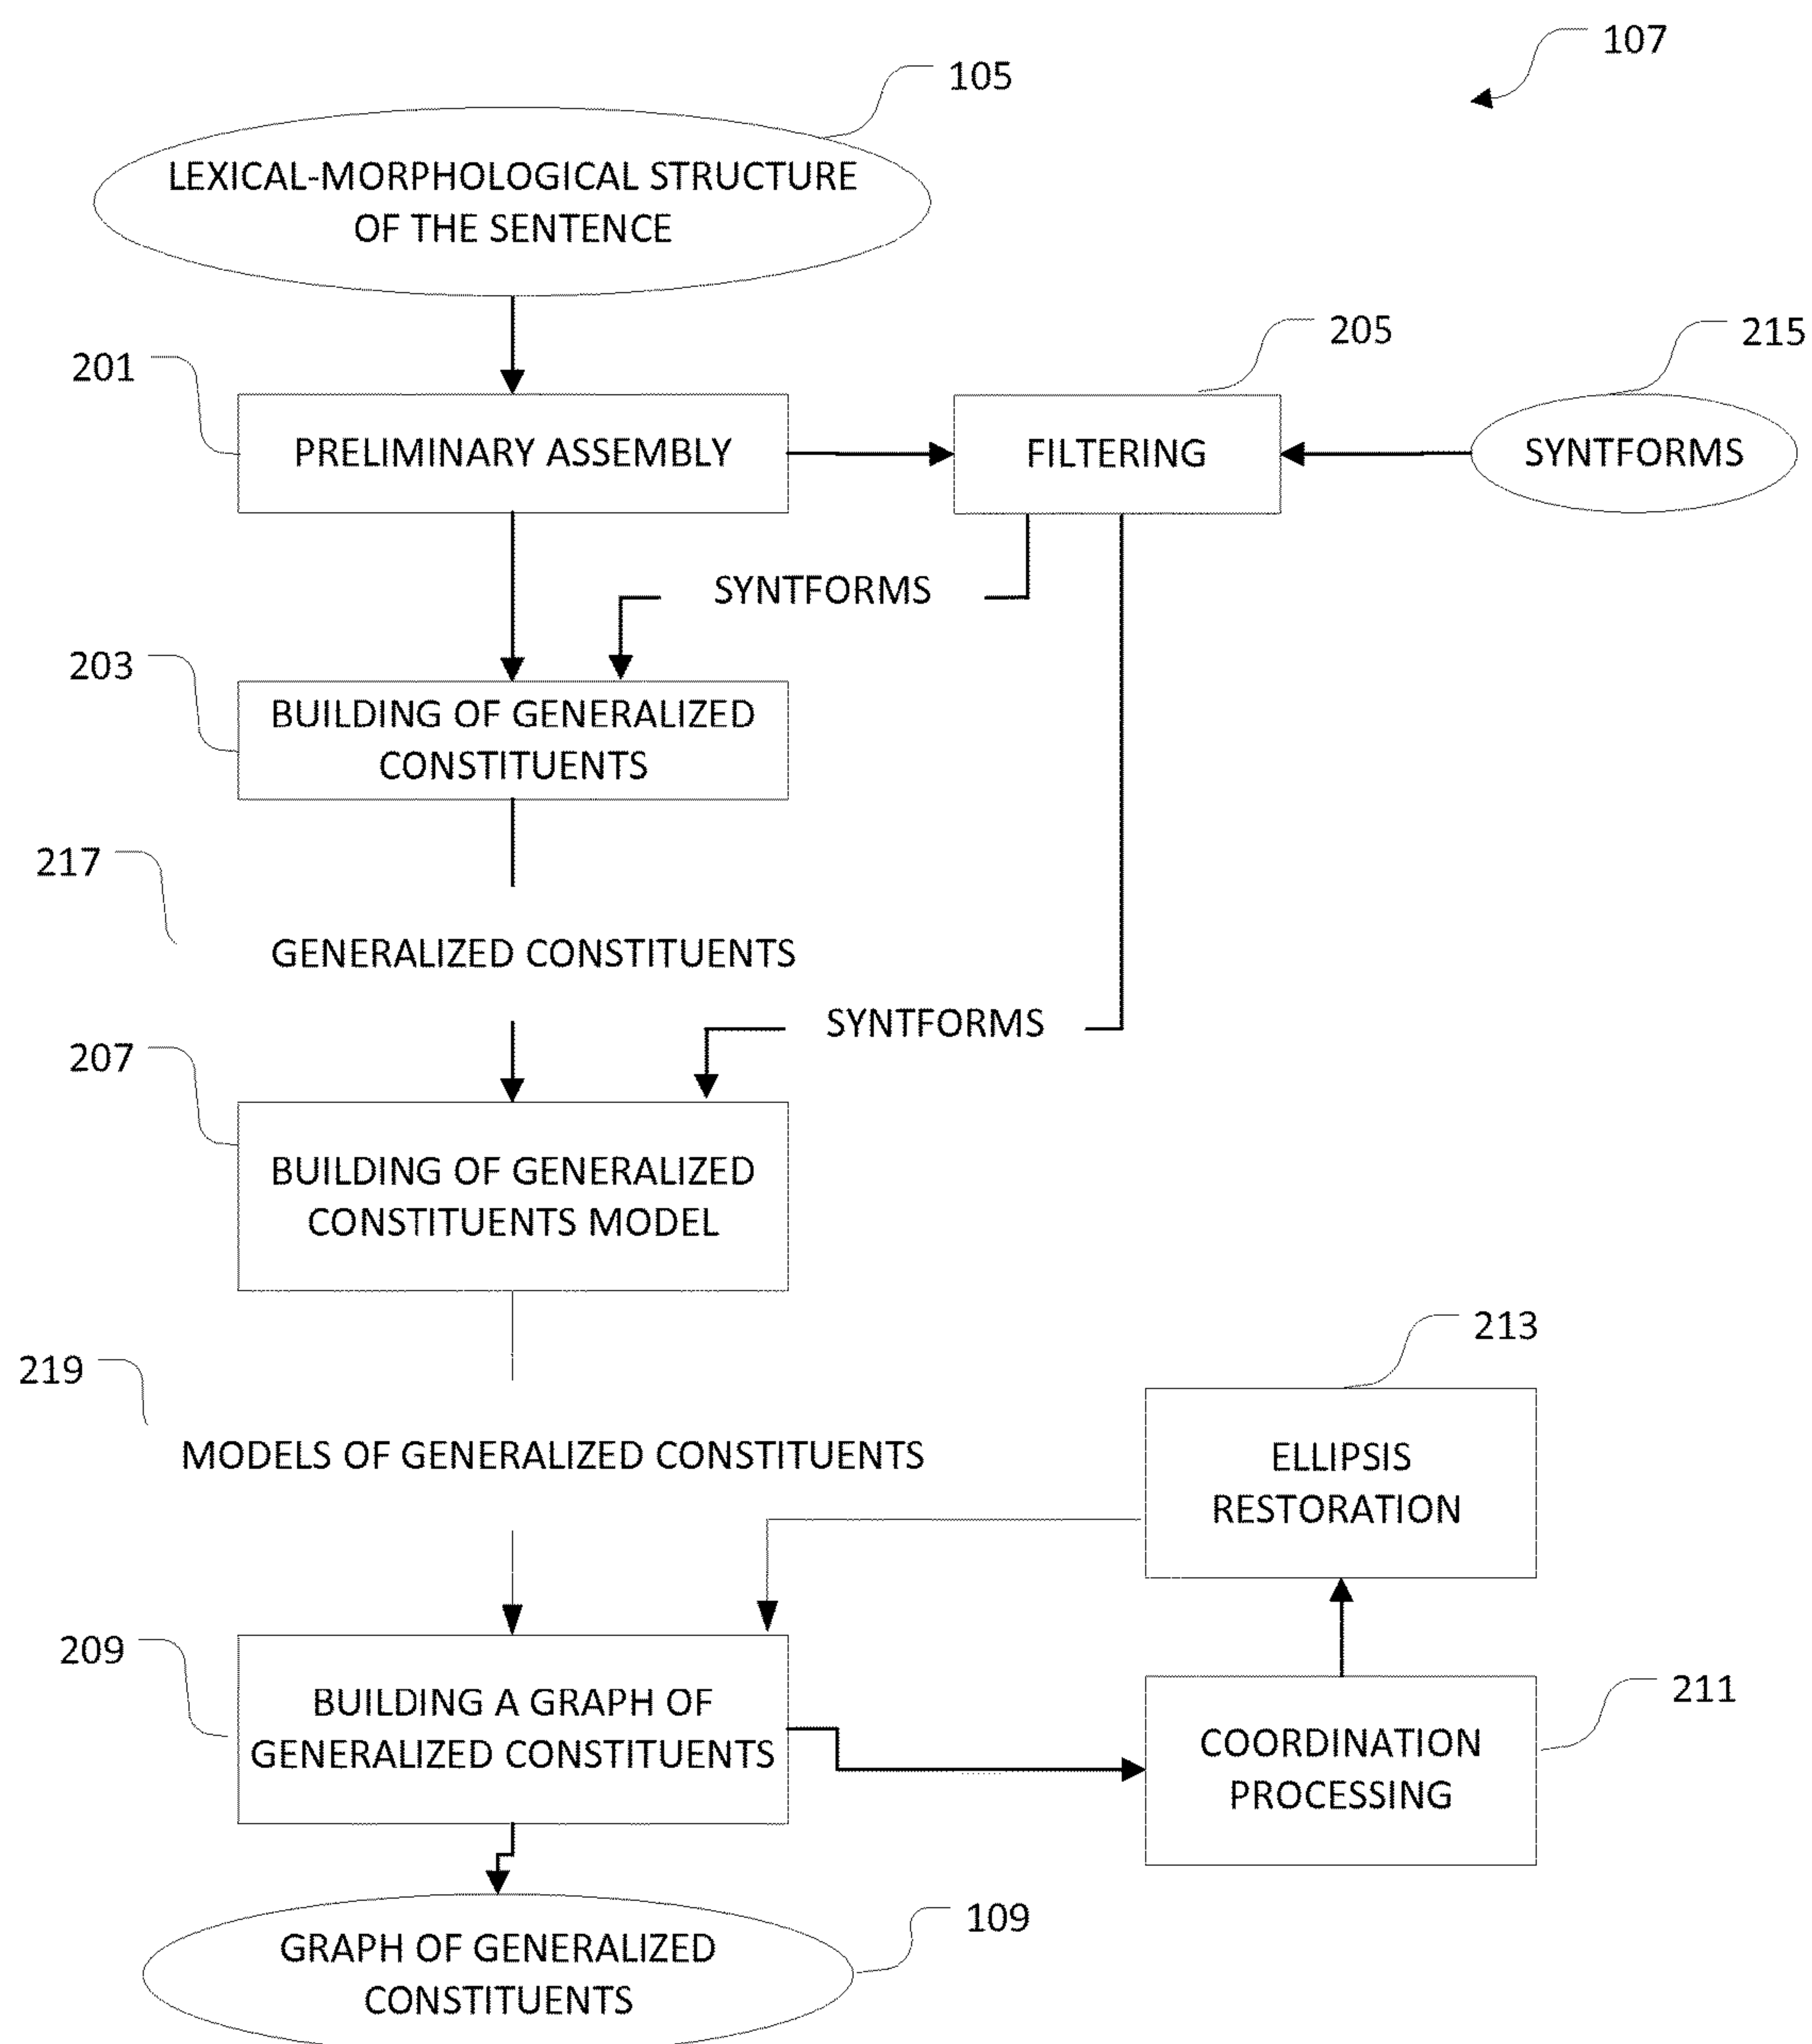 107
105
LEXICAL-MORPHOLOGICAL STRUCTURE
OF THE SENTENCE
205
215
201
PRELIMINARY ASSEMBLY
FILTERING
SYNTFORMS
SYNTFORMS
203
BUILDING OF GENERALIZED
CONSTITUENTS
217
GENERALIZED CONSTITUENTS
SYNTFORMS
207
BUILDING OF GENERALIZED
CONSTITUENTS MODEL
213
219
MODELS OF GENERALIZED CONSTITUENTS
ELLIPSIS
RESTORATION
209
BUILDING A GRAPH OF
GENERALIZED CONSTITUENTS
211
COORDINATION
PROCESSING
109
GRAPH OF GENERALIZED
CONSTITUENTS